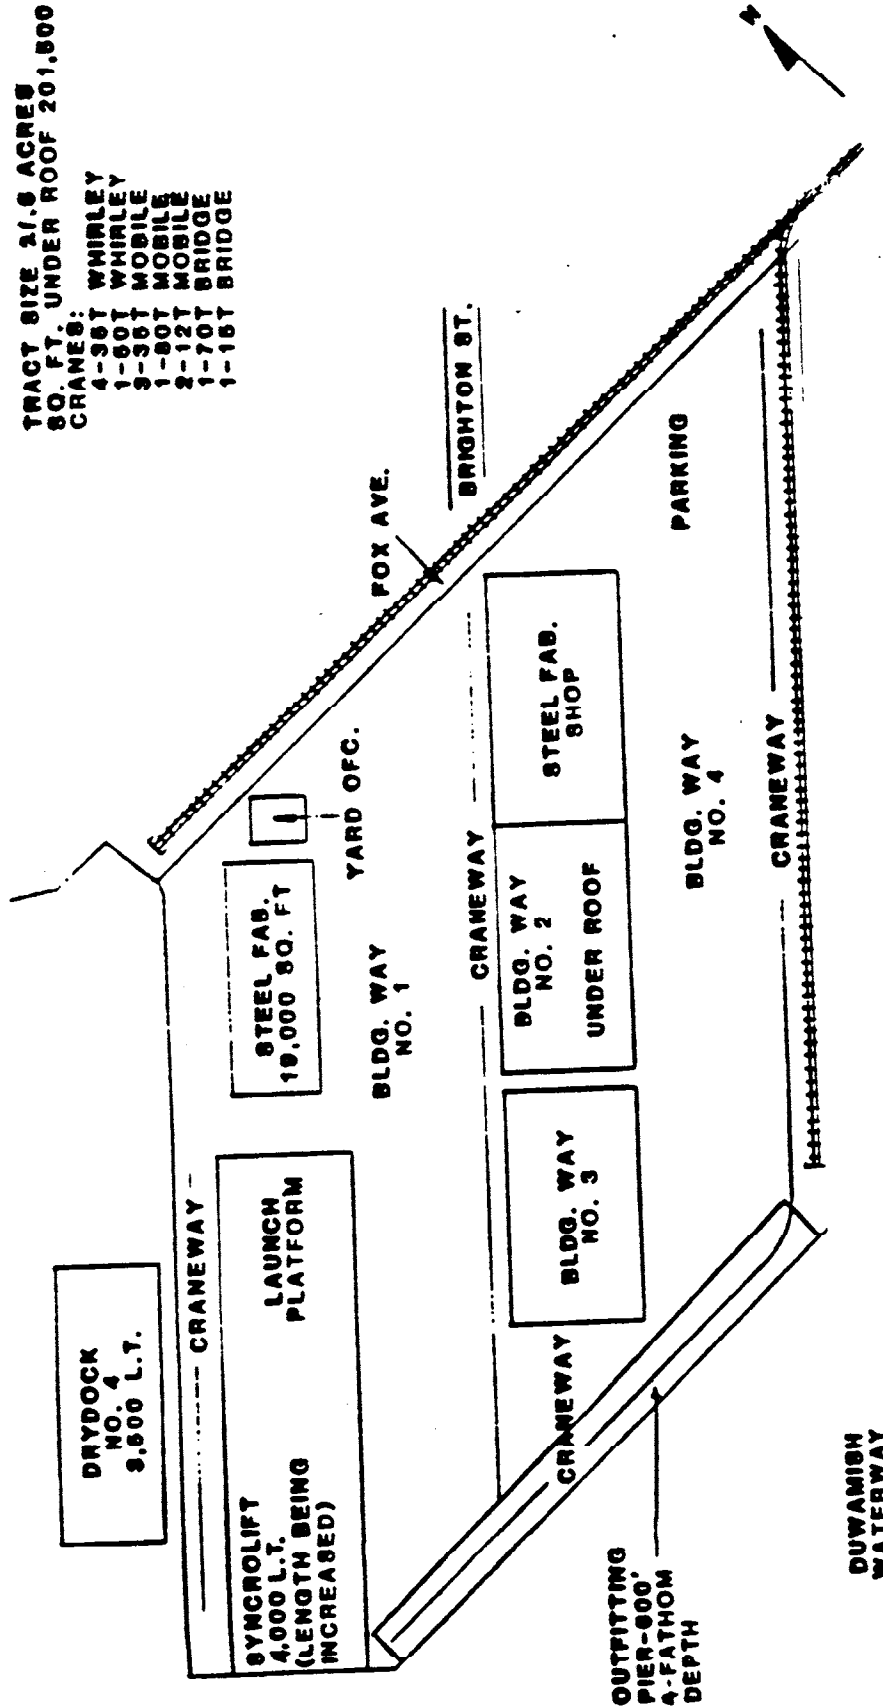 TRACT SIZE 21.6 ACRES
SQ. FT. UNDER ROOF 201,800
CRANES:
4-35T WHIRLEY
1-60T WHIRLEY
3-35T MOBILE
1-80T MOBILE
2-12T MOBILE
1-70T BRIDGE
1-15T BRIDGE
N
DRYDOCK
NO. 4
3,500 L.T.
CRANEWAY
SYNCROLIFT
4,000 L.T.
(LENGTH BEING
INCREASED)
LAUNCH
PLATFORM
STEEL FAB.
19,000 SQ. FT
YARD OFC.
FOX AVE.
BRIGHTON ST.
BLDG. WAY
NO. 1
CRANEWAY
CRANEWAY
BLDG. WAY
NO. 3
BLDG. WAY
NO. 2
UNDER ROOF
STEEL FAB.
SHOP
PARKING
BLDG. WAY
NO. 4
CRANEWAY
OUTFITTING
PIER-600'
4-FATHOM
DEPTH
DUWAMISH
WATERWAY